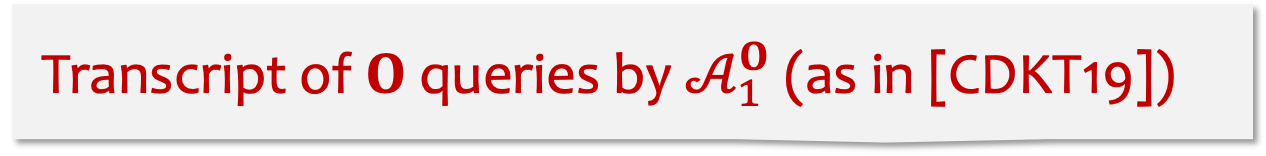 Transcript of 𝐎 queries by 𝒜₁^𝐎 (as in [CDKT19])